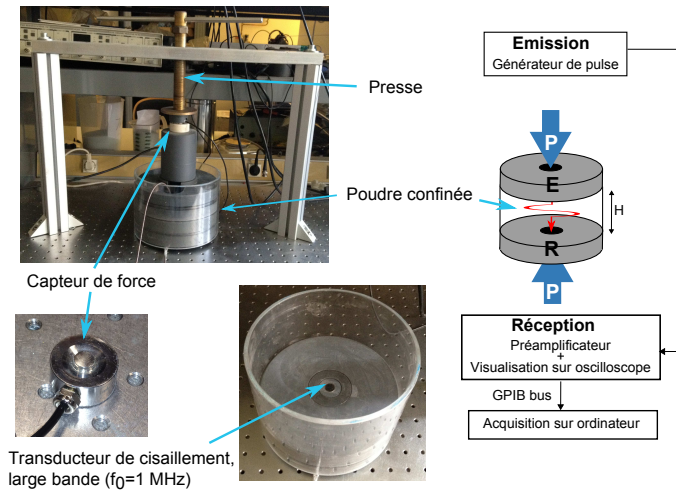 Presse
Poudre confinée
Capteur de force
Transducteur de cisaillement,
large bande (f0=1 MHz)
Emission
Générateur de pulse
P
E
H
R
P
Réception
Préamplificateur
+
Visualisation sur oscilloscope
GPIB bus
Acquisition sur ordinateur